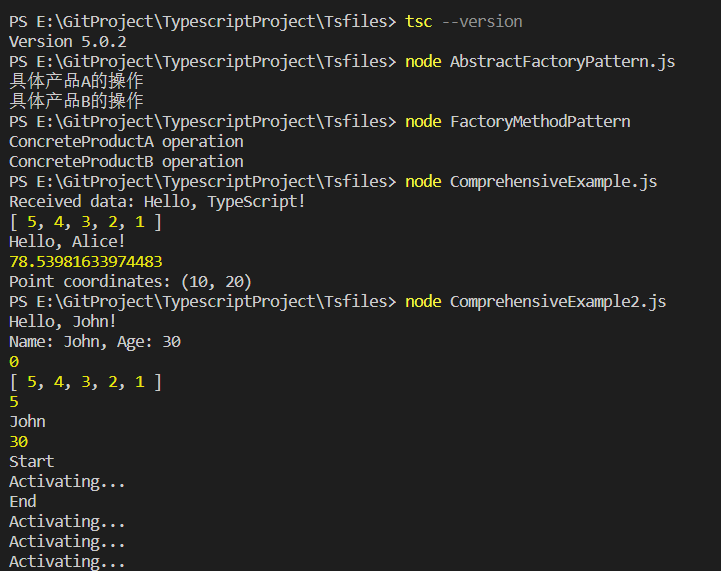 PS E:\GitProject\TypescriptProject\Tsfiles> tsc --version
Version 5.0.2
PS E:\GitProject\TypescriptProject\Tsfiles> node AbstractFactoryPattern.js
具体产品A的操作
具体产品B的操作
PS E:\GitProject\TypescriptProject\Tsfiles> node FactoryMethodPattern
ConcreteProductA operation
ConcreteProductB operation
PS E:\GitProject\TypescriptProject\Tsfiles> node ComprehensiveExample.js
Received data: Hello, TypeScript!
[ 5, 4, 3, 2, 1 ]
Hello, Alice!
78.53981633974483
Point coordinates: (10, 20)
PS E:\GitProject\TypescriptProject\Tsfiles> node ComprehensiveExample2.js
Hello, John!
Name: John, Age: 30
0
[ 5, 4, 3, 2, 1 ]
5
John
30
Start
Activating...
End
Activating...
Activating...
Activating...